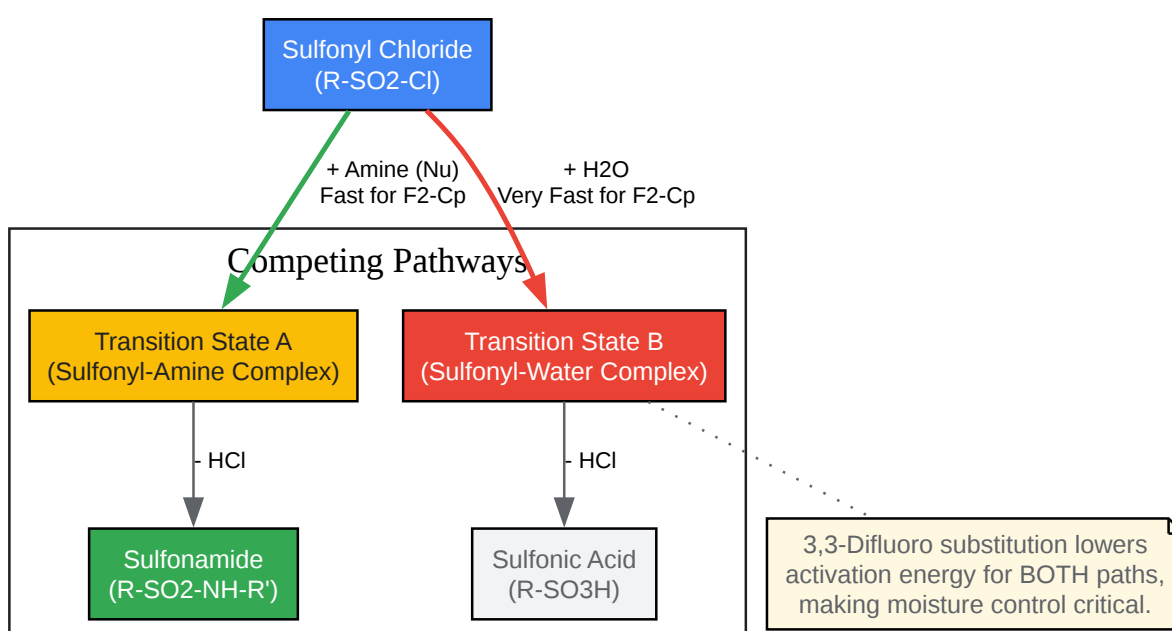 Sulfonyl Chloride
(R-SO2-Cl)
+ Amine (Nu)
Fast for F2-Cp
+ H2O
Very Fast for F2-Cp
Competing Pathways
Transition State A
(Sulfonyl-Amine Complex)
Transition State B
(Sulfonyl-Water Complex)
- HCl
- HCl
Sulfonamide
(R-SO2-NH-R')
Sulfonic Acid
(R-SO3H)
3,3-Difluoro substitution lowers
activation energy for BOTH paths,
making moisture control critical.